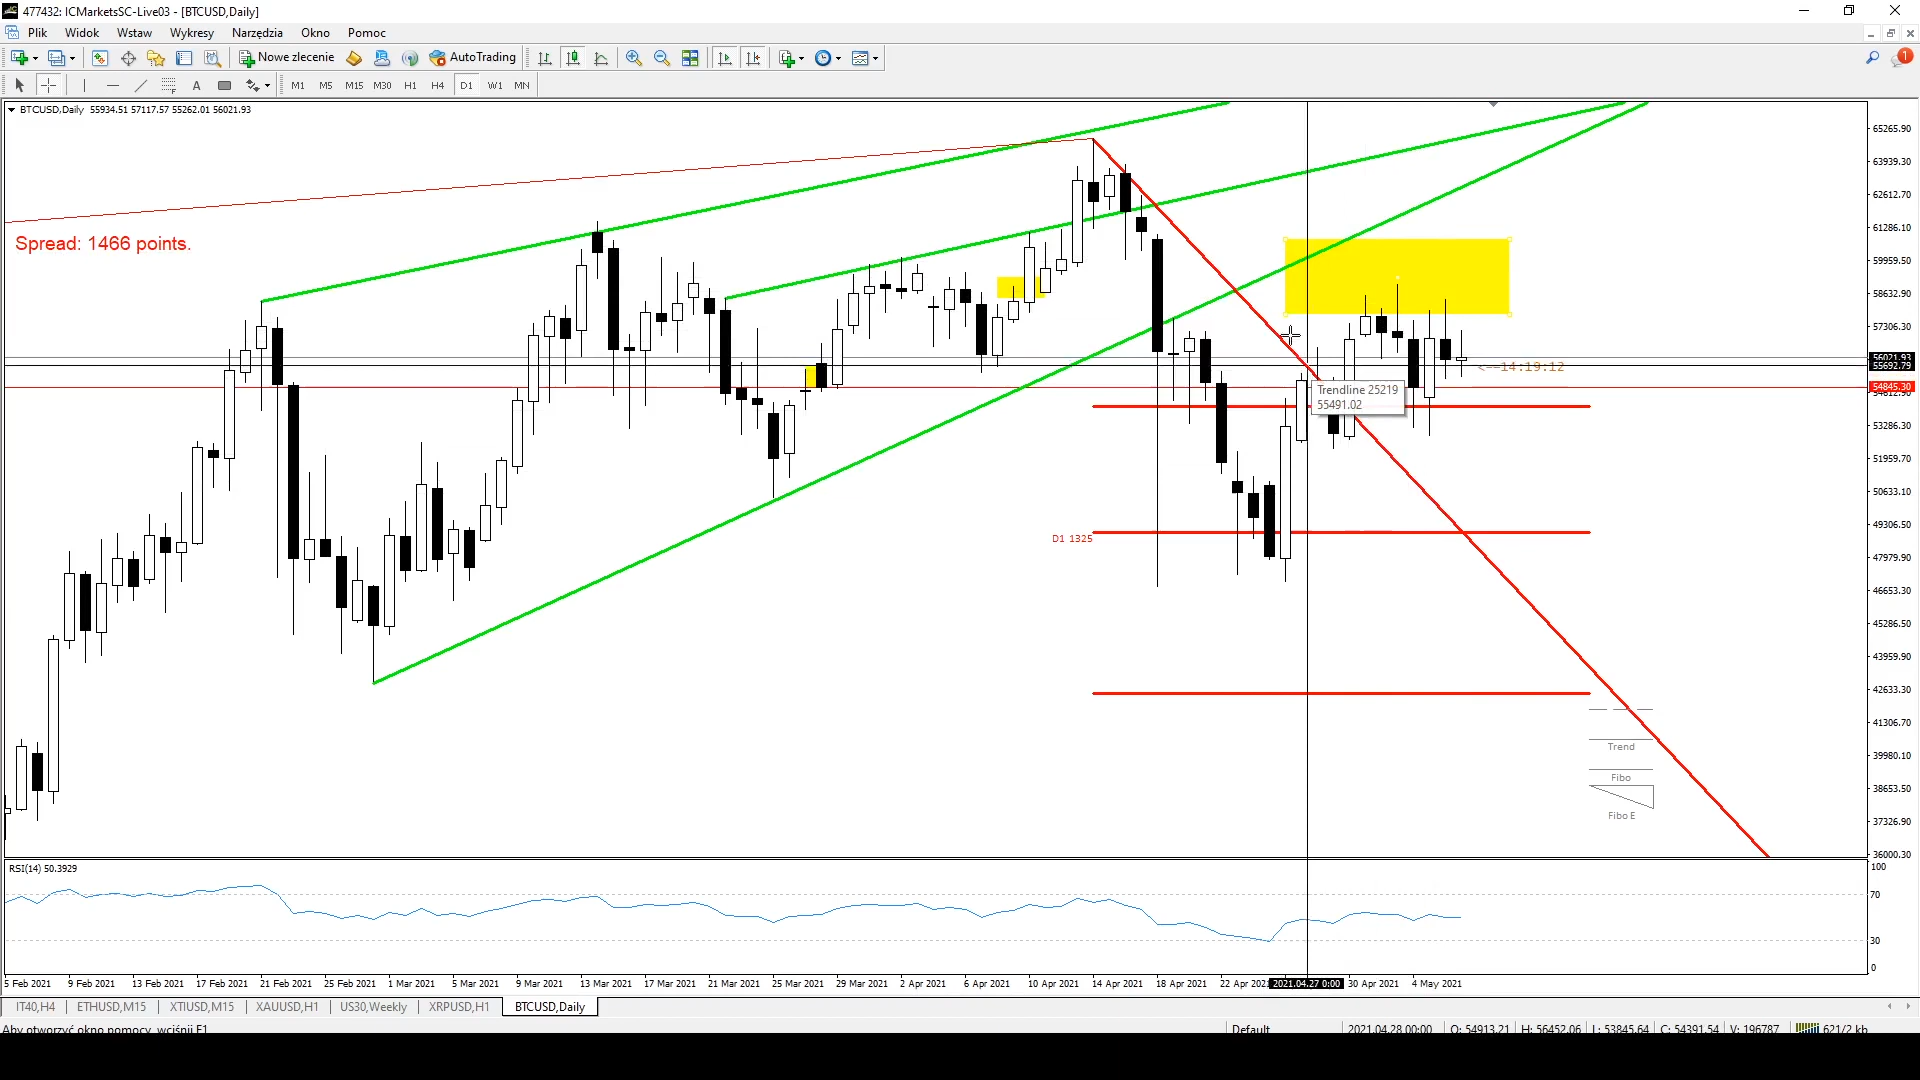 477432: ICMarketsSC-Live03 - [BTCUSD,Daily]
Plik Widok Wstaw Wykresy Narzędzia Okno Pomoc
Nowe zlecenie AutoTrading
1
A M1 M5 M15 M30 H1 H4 D1 W1 MN
BTCUSD,Daily 55934.51 57117.57 55262.01 56021.93
65265.90
63939.30
62612.70
Spread: 1466 points.
61286.10
59959.50
58632.90
57306.30
56021.93
55692.79
<--14:19:12
54845.30
54612.90
Trendline 25219
55491.02
53286.30
51959.70
50633.10
49306.50
D1 1325
47979.90
46653.30
45286.50
43959.90
42633.30
41306.70
Trend
39980.10
Fibo
38653.50
Fibo E
37326.90
36000.30
RSI(14) 50.3929
100
70
30
0
5 Feb 2021 9 Feb 2021 13 Feb 2021 17 Feb 2021 21 Feb 2021 25 Feb 2021 1 Mar 2021 5 Mar 2021 9 Mar 2021 13 Mar 2021 17 Mar 2021 21 Mar 2021 25 Mar 2021 29 Mar 2021 2 Apr 2021 6 Apr 2021 10 Apr 2021 14 Apr 2021 18 Apr 2021 22 Apr 2021 2021.04.27 0:00 30 Apr 2021 4 May 2021
IT40,H4 ETHUSD,M15 XTIUSD,M15 XAUUSD,H1 US30,Weekly XRPUSD,H1 BTCUSD,Daily
Aby otworzyć okno pomocy, wciśnij F1 Default 2021.04.28 00:00 O: 54913.21 H: 56452.06 L: 53845.64 C: 54391.54 V: 196787 621/2 kb